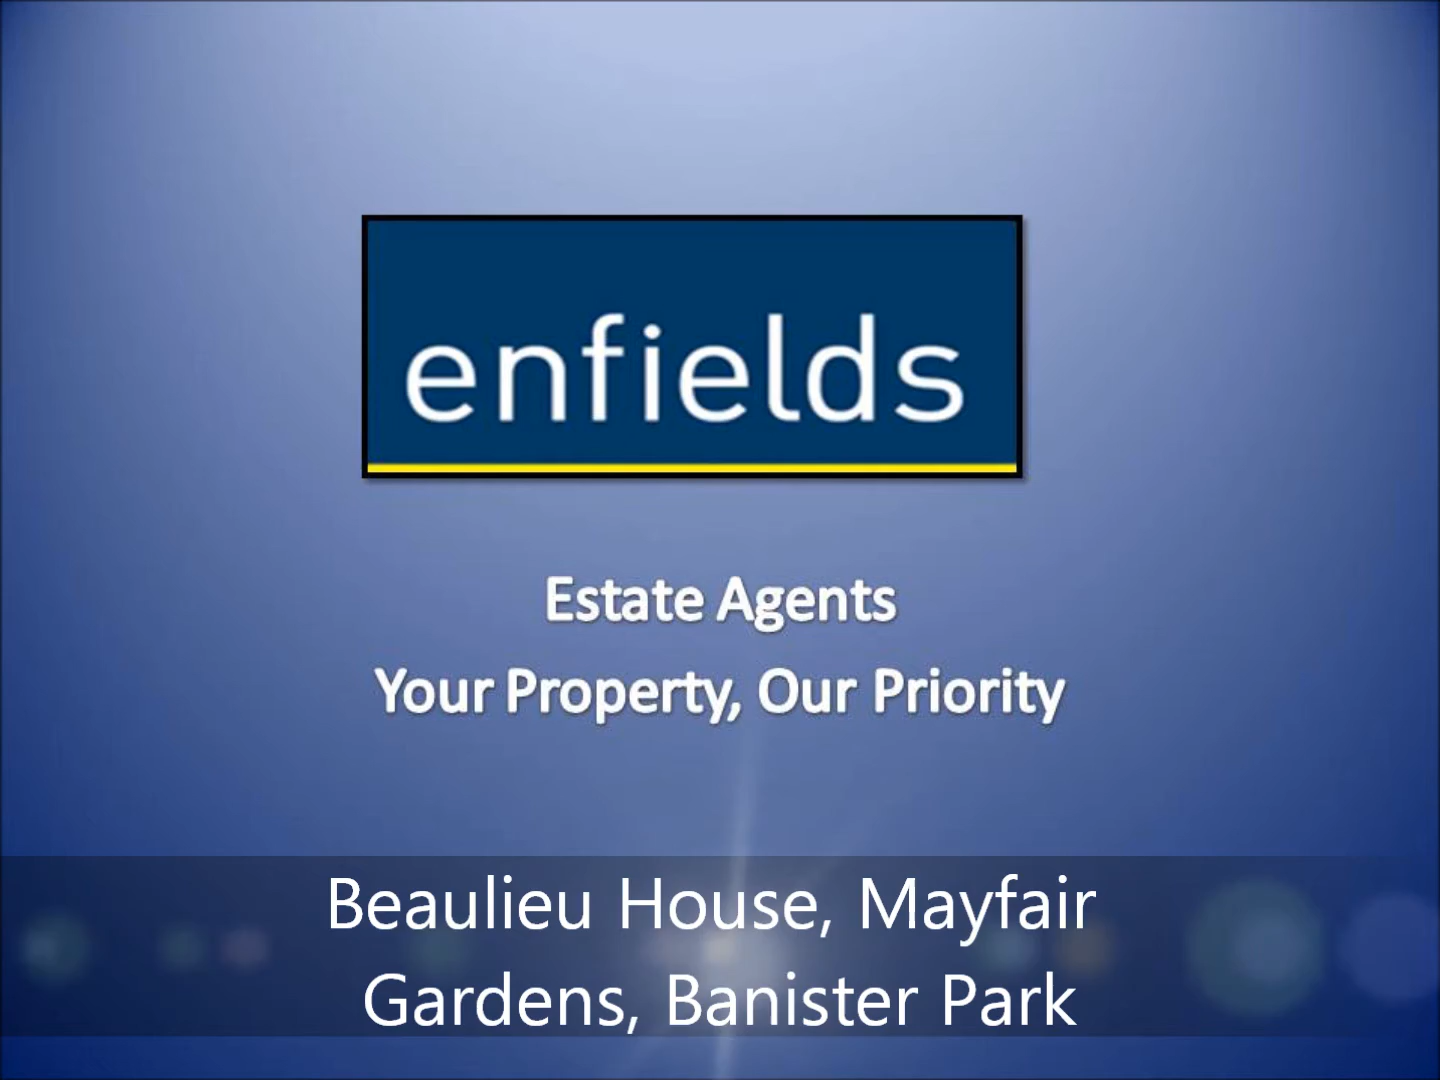 enfields
Estate Agents
Your Property, Our Priority
Beaulieu House, Mayfair
Gardens, Banister Park